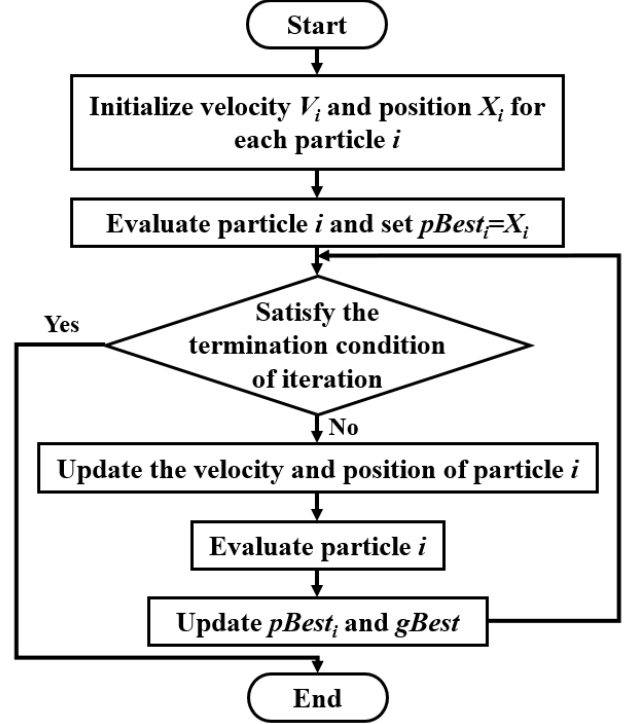 Start
Initialize velocity Vᵢ and position Xᵢ for
each particle i
Evaluate particle i and set pBestᵢ=Xᵢ
Satisfy the
Yes
termination condition
of iteration
No
Update the velocity and position of particle i
Evaluate particle i
Update pBestᵢ and gBest
End